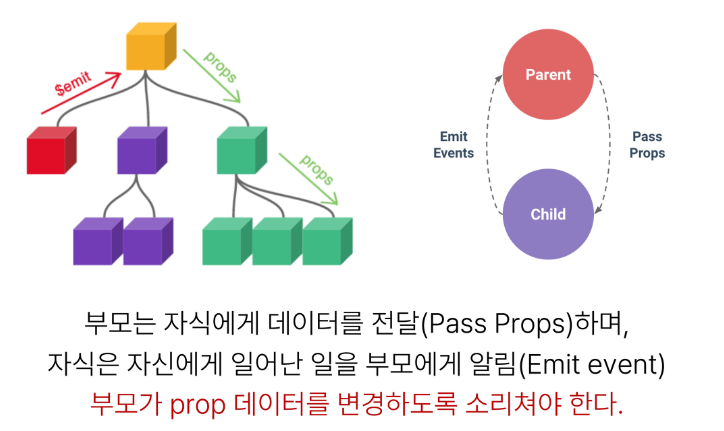 $emit
props
props
Parent
Emit
Events
Pass
Props
Child
부모는 자식에게 데이터를 전달(Pass Props)하며,
자식은 자신에게 일어난 일을 부모에게 알림(Emit event)
부모가 prop 데이터를 변경하도록 소리쳐야 한다.